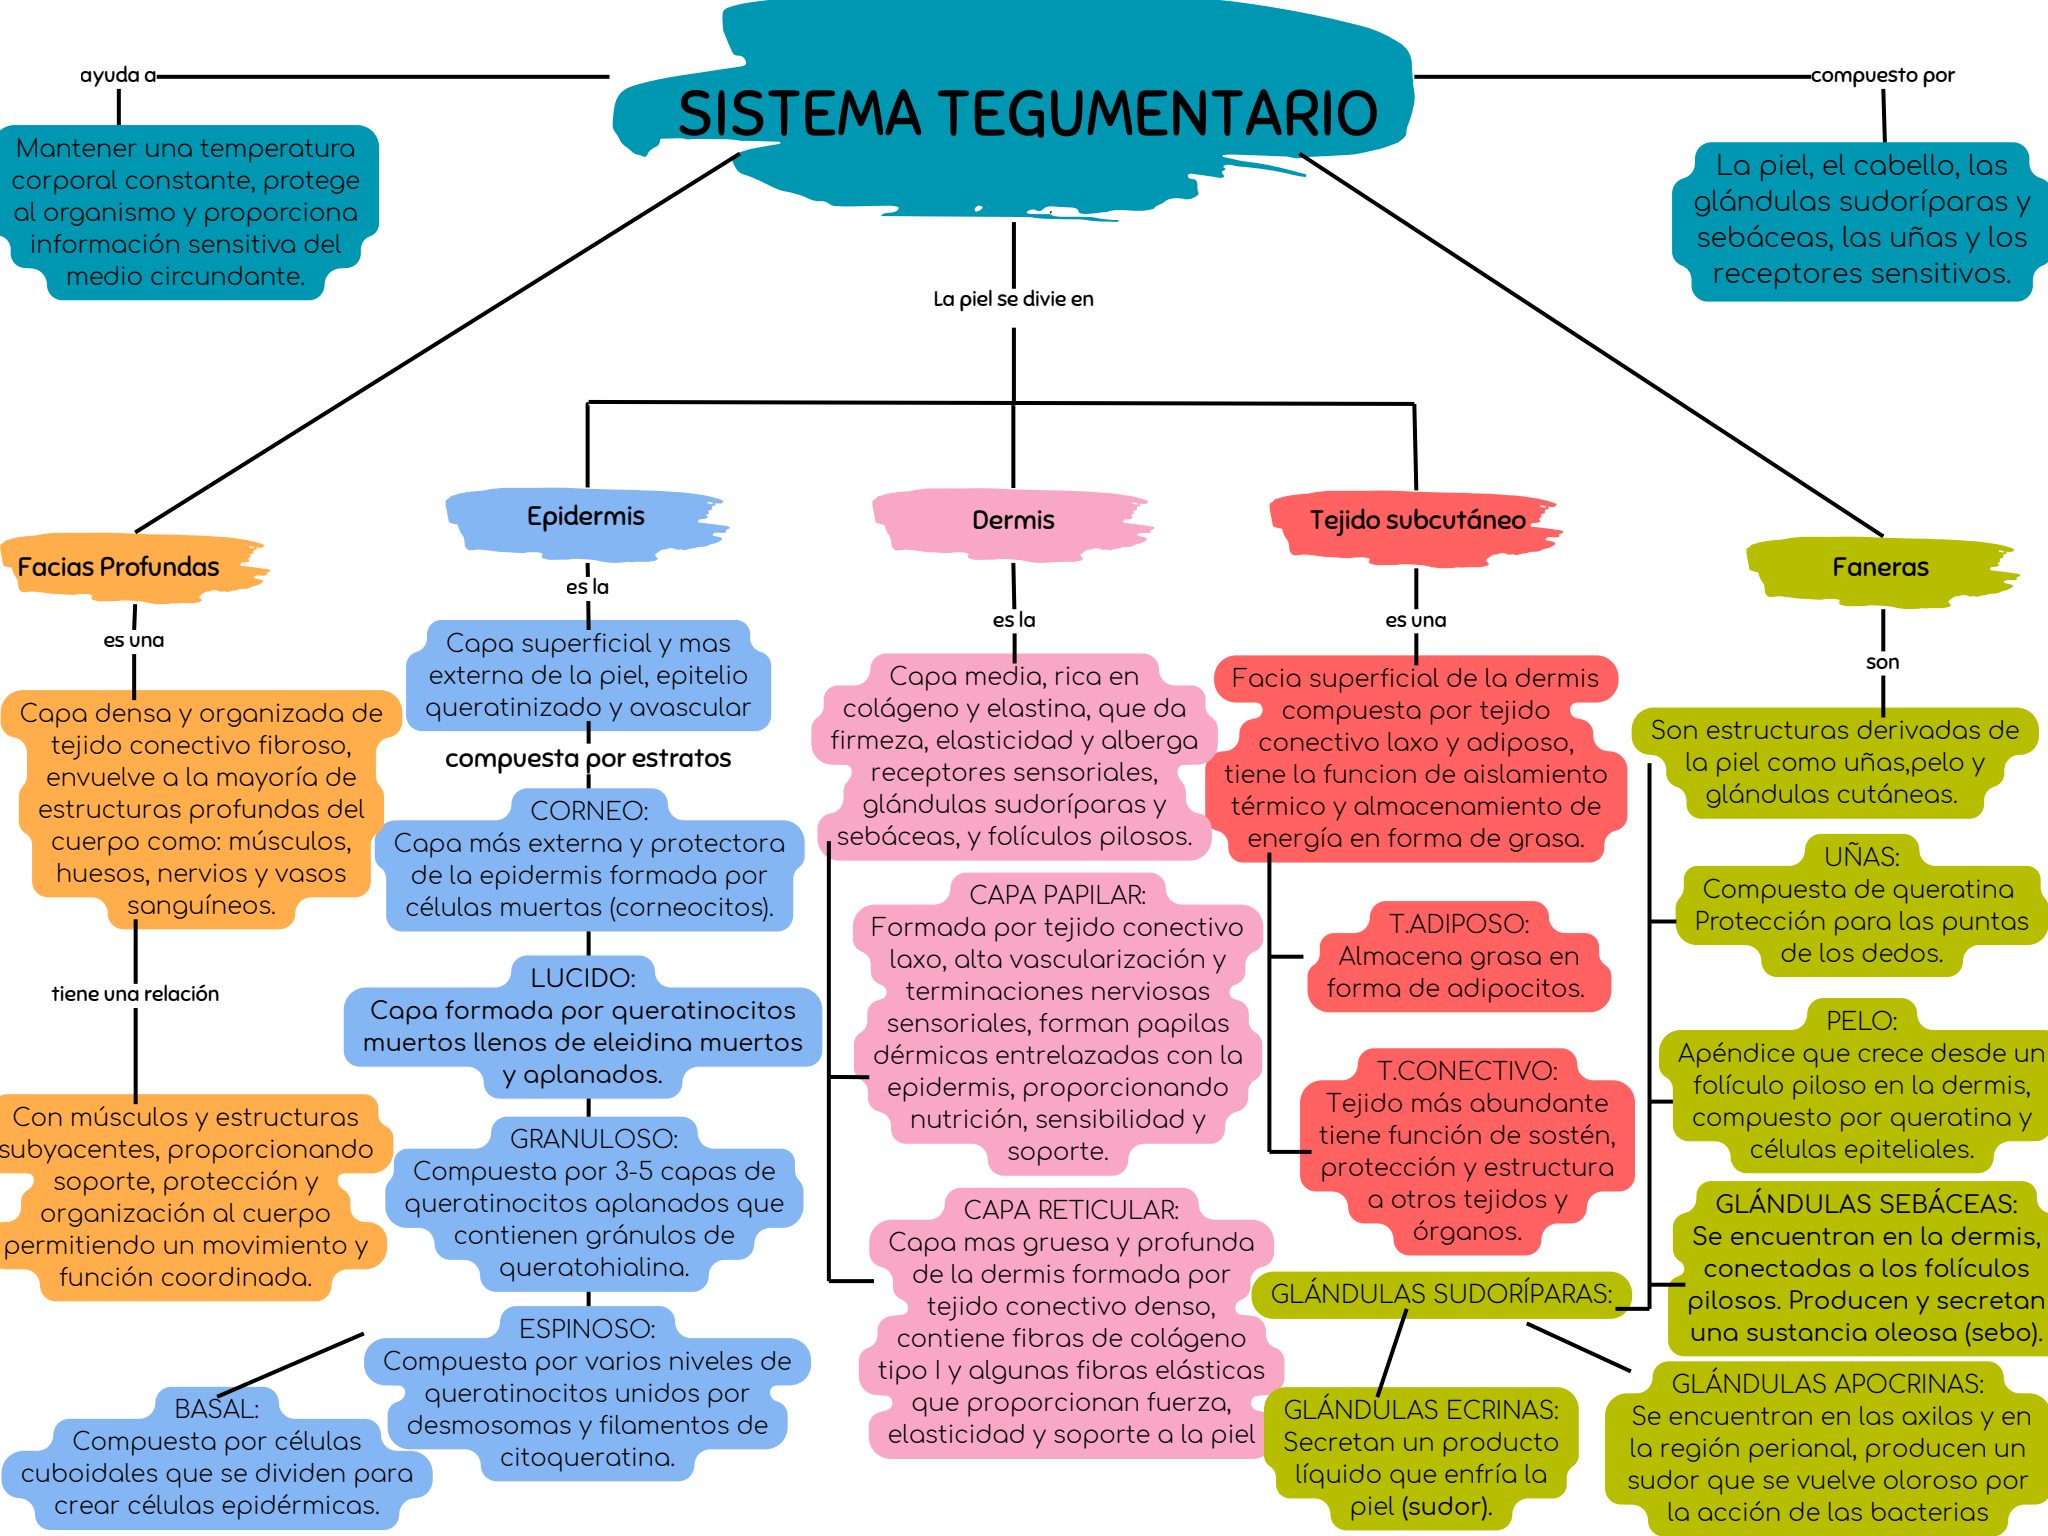 SISTEMA TEGUMENTARIO
ayuda a
Mantener una temperatura
corporal constante, protege
al organismo y proporciona
información sensitiva del
medio circundante.
compuesto por
La piel, el cabello, las
glándulas sudoríparas y
sebáceas, las uñas y los
receptores sensitivos.
La piel se divie en
Facias Profundas
es una
Capa densa y organizada de
tejido conectivo fibroso,
envuelve a la mayoría de
estructuras profundas del
cuerpo como: músculos,
huesos, nervios y vasos
sanguíneos.
tiene una relación
Con músculos y estructuras
subyacentes, proporcionando
soporte, protección y
organización al cuerpo
permitiendo un movimiento y
función coordinada.
Epidermis
es la
Capa superficial y mas
externa de la piel, epitelio
queratinizado y avascular
compuesta por estratos
CORNEO:
Capa más externa y protectora
de la epidermis formada por
células muertas (corneocitos).
LUCIDO:
Capa formada por queratinocitos
muertos llenos de eleidina muertos
y aplanados.
GRANULOSO:
Compuesta por 3-5 capas de
queratinocitos aplanados que
contienen gránulos de
queratohialina.
ESPINOSO:
Compuesta por varios niveles de
queratinocitos unidos por
desmosomas y filamentos de
citoqueratina.
BASAL:
Compuesta por células
cuboidales que se dividen para
crear células epidérmicas.
Dermis
es la
Capa media, rica en
colágeno y elastina, que da
firmeza, elasticidad y alberga
receptores sensoriales,
glándulas sudoríparas y
sebáceas, y folículos pilosos.
CAPA PAPILAR:
Formada por tejido conectivo
laxo, alta vascularización y
terminaciones nerviosas
sensoriales, forman papilas
dérmicas entrelazadas con la
epidermis, proporcionando
nutrición, sensibilidad y
soporte.
CAPA RETICULAR:
Capa mas gruesa y profunda
de la dermis formada por
tejido conectivo denso,
contiene fibras de colágeno
tipo I y algunas fibras elásticas
que proporcionan fuerza,
elasticidad y soporte a la piel
Tejido subcutáneo
es una
Facia superficial de la dermis
compuesta por tejido
conectivo laxo y adiposo,
tiene la funcion de aislamiento
térmico y almacenamiento de
energía en forma de grasa.
T.ADIPOSO:
Almacena grasa en
forma de adipocitos.
T.CONECTIVO:
Tejido más abundante
tiene función de sostén,
protección y estructura
a otros tejidos y
órganos.
Faneras
son
Son estructuras derivadas de
la piel como uñas,pelo y
glándulas cutáneas.
UÑAS:
Compuesta de queratina
Protección para las puntas
de los dedos.
PELO:
Apéndice que crece desde un
folículo piloso en la dermis,
compuesto por queratina y
células epiteliales.
GLÁNDULAS SEBÁCEAS:
Se encuentran en la dermis,
conectadas a los folículos
pilosos. Producen y secretan
una sustancia oleosa (sebo).
GLÁNDULAS SUDORÍPARAS:
GLÁNDULAS ECRINAS:
Secretan un producto
líquido que enfría la
piel (sudor).
GLÁNDULAS APOCRINAS:
Se encuentran en las axilas y en
la región perianal, producen un
sudor que se vuelve oloroso por
la acción de las bacterias